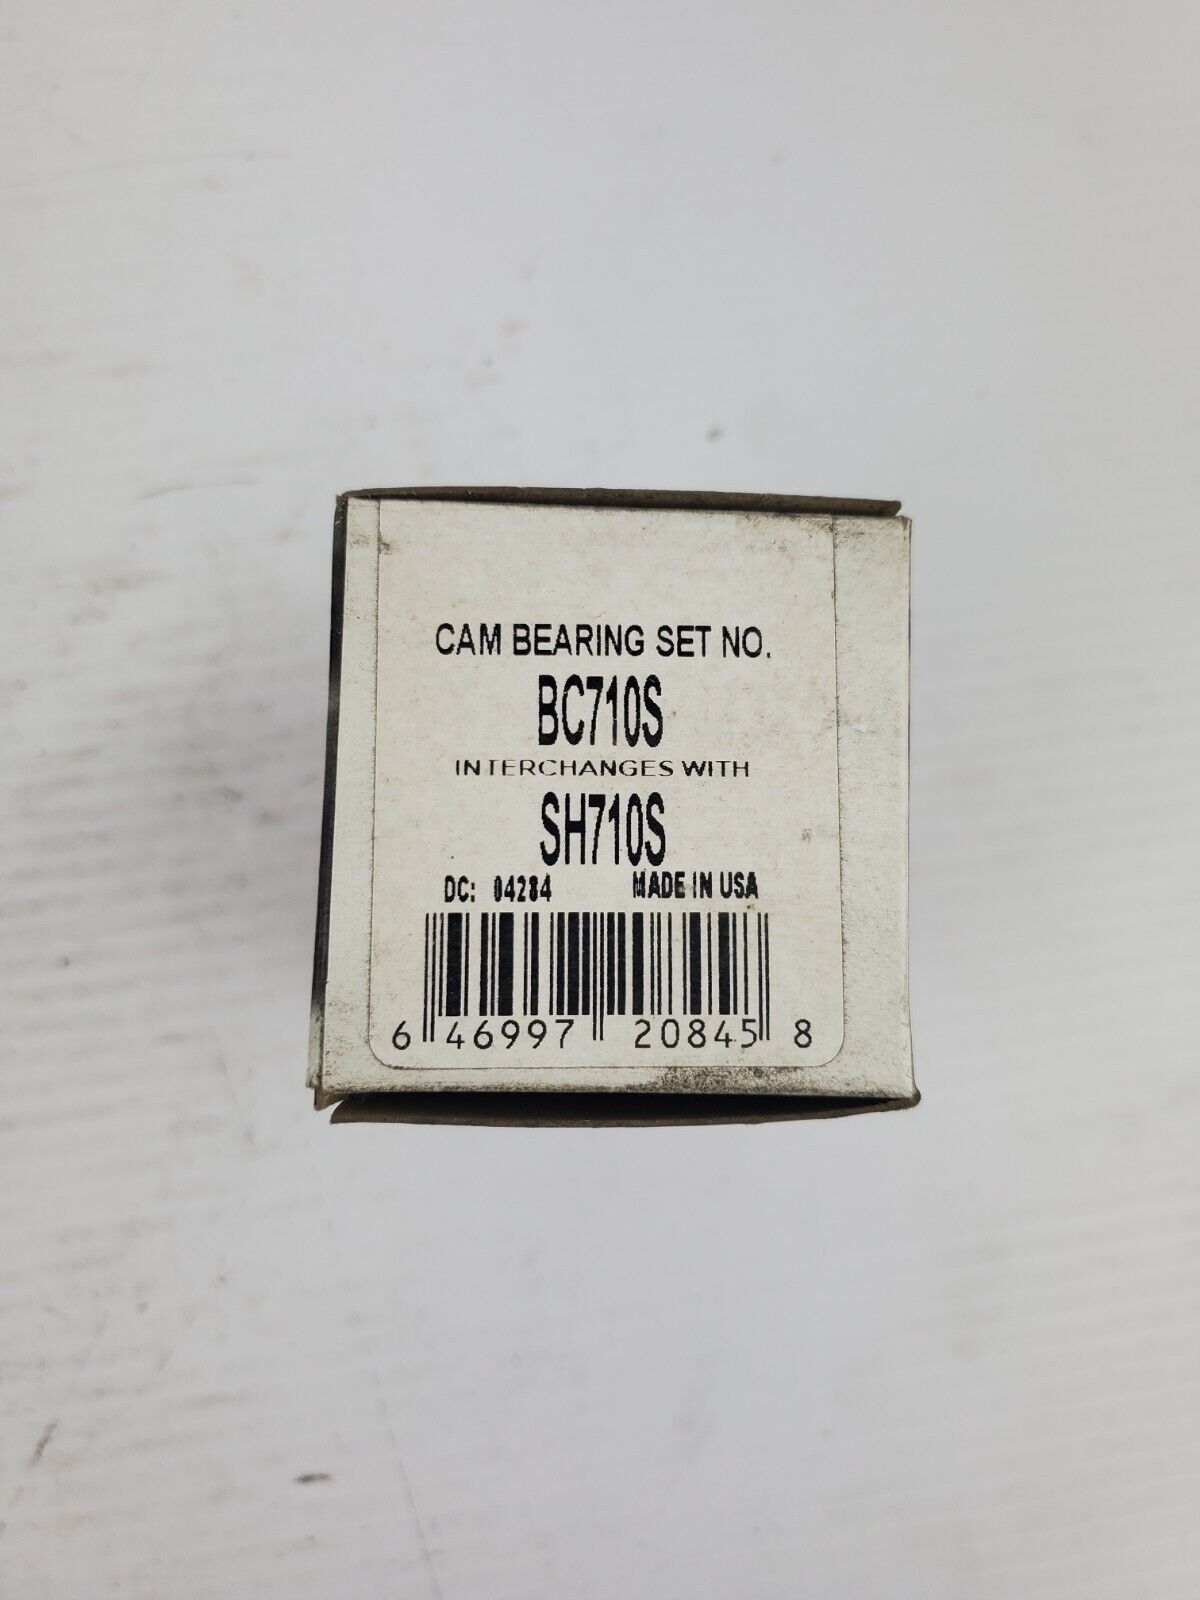 CAM BEARING SET NO.
BC710S
INTERCHANGES WITH
SH710S
DC: 04284 MADE IN USA
6 46997 20845 8